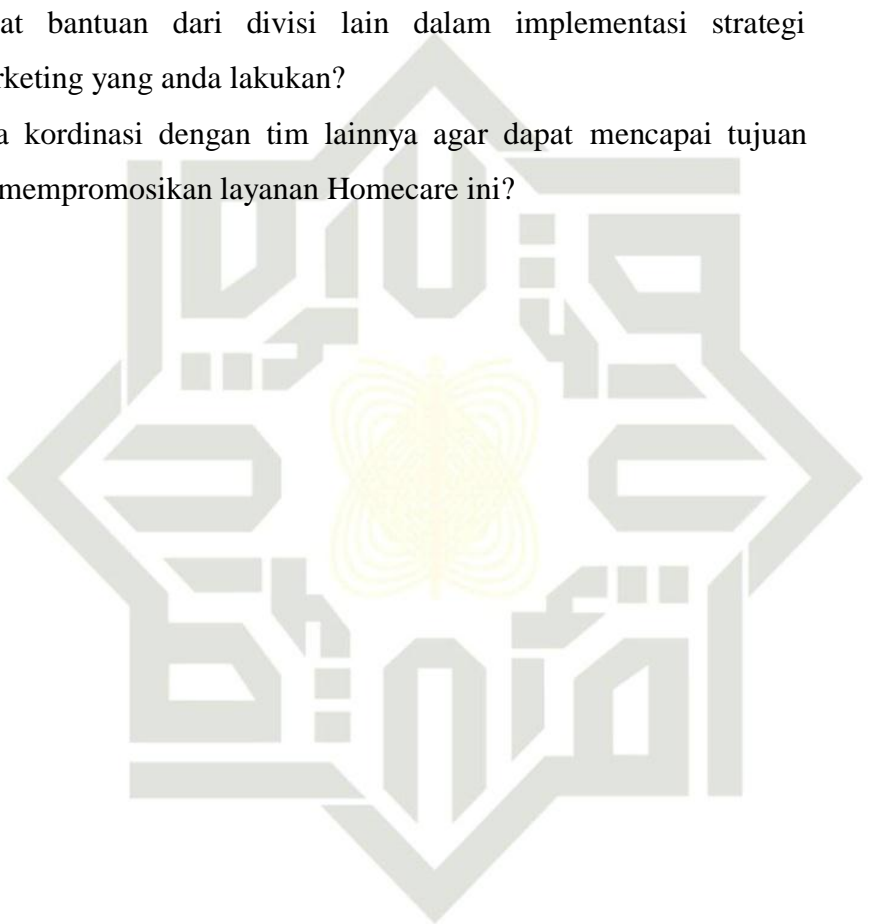 at bantuan dari divisi lain dalam implementasi strategi
rketing yang anda lakukan?
a kordinasi dengan tim lainnya agar dapat mencapai tujuan
mempromosikan layanan Homecare ini?